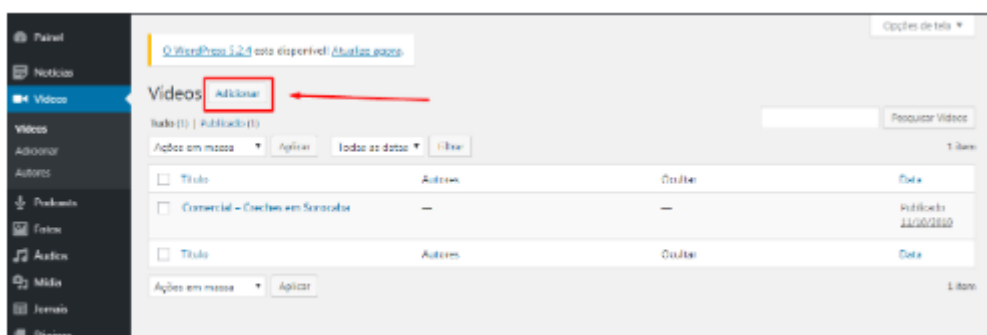 Opções de tela ▼
Painel
O WordPress 5.2.4 está disponível! Atualize agora.
Notícias
Vídeos
Vídeos Adicionar
Tudo (1) | Publicado (1)
Pesquisar Vídeos
Vídeos
Adicionar
Autores
Ações em massa ▼ Aplicar Todas as datas ▼ Filtrar 1 item
Título Autores Ocultar Data
Comercial – Creches em Sorocaba — — Publicado
11/10/2019
Título Autores Ocultar Data
Ações em massa ▼ Aplicar 1 item
Podcasts
Fotos
Áudios
Mídia
Jornais
Páginas